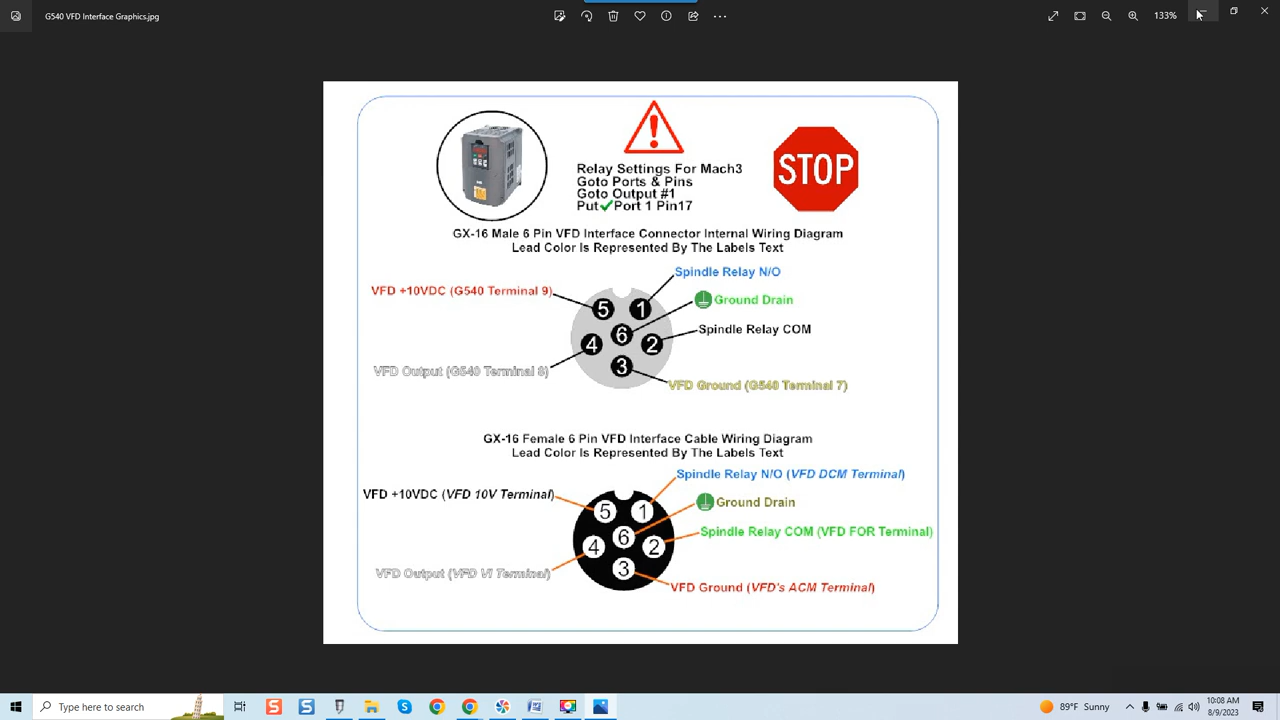 G540 VFD Interface Graphics.jpg
133%
Relay Settings For Mach3
Goto Ports & Pins
Goto Output #1
Put✓Port 1 Pin17
STOP
GX-16 Male 6 Pin VFD Interface Connector Internal Wiring Diagram
Lead Color Is Represented By The Labels Text
Spindle Relay N/O
VFD +10VDC (G540 Terminal 9)
Ground Drain
5 1
Spindle Relay COM
6
4 2
VFD Output (G540 Terminal 8)
3
VFD Ground (G540 Terminal 7)
GX-16 Female 6 Pin VFD Interface Cable Wiring Diagram
Lead Color Is Represented By The Labels Text
Spindle Relay N/O (VFD DCM Terminal)
VFD +10VDC (VFD 10V Terminal)
Ground Drain
5 1
Spindle Relay COM (VFD FOR Terminal)
6
4 2
VFD Output (VFD VI Terminal)
3
VFD Ground (VFD's ACM Terminal)
Type here to search
89°F Sunny
10:08 AM
8/9/2023